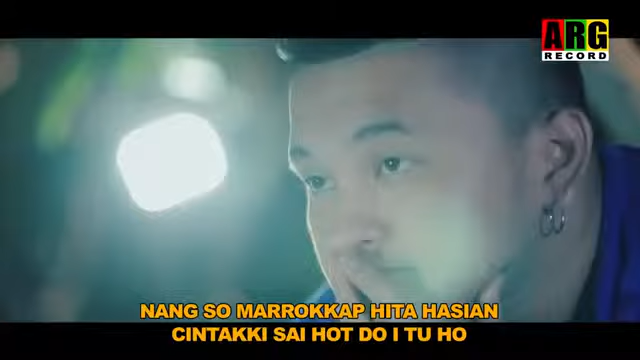 ARG
RECORD
NANG SO MARROKKAP HITA HASIAN
CINTAKKI SAI HOT DO I TU HO